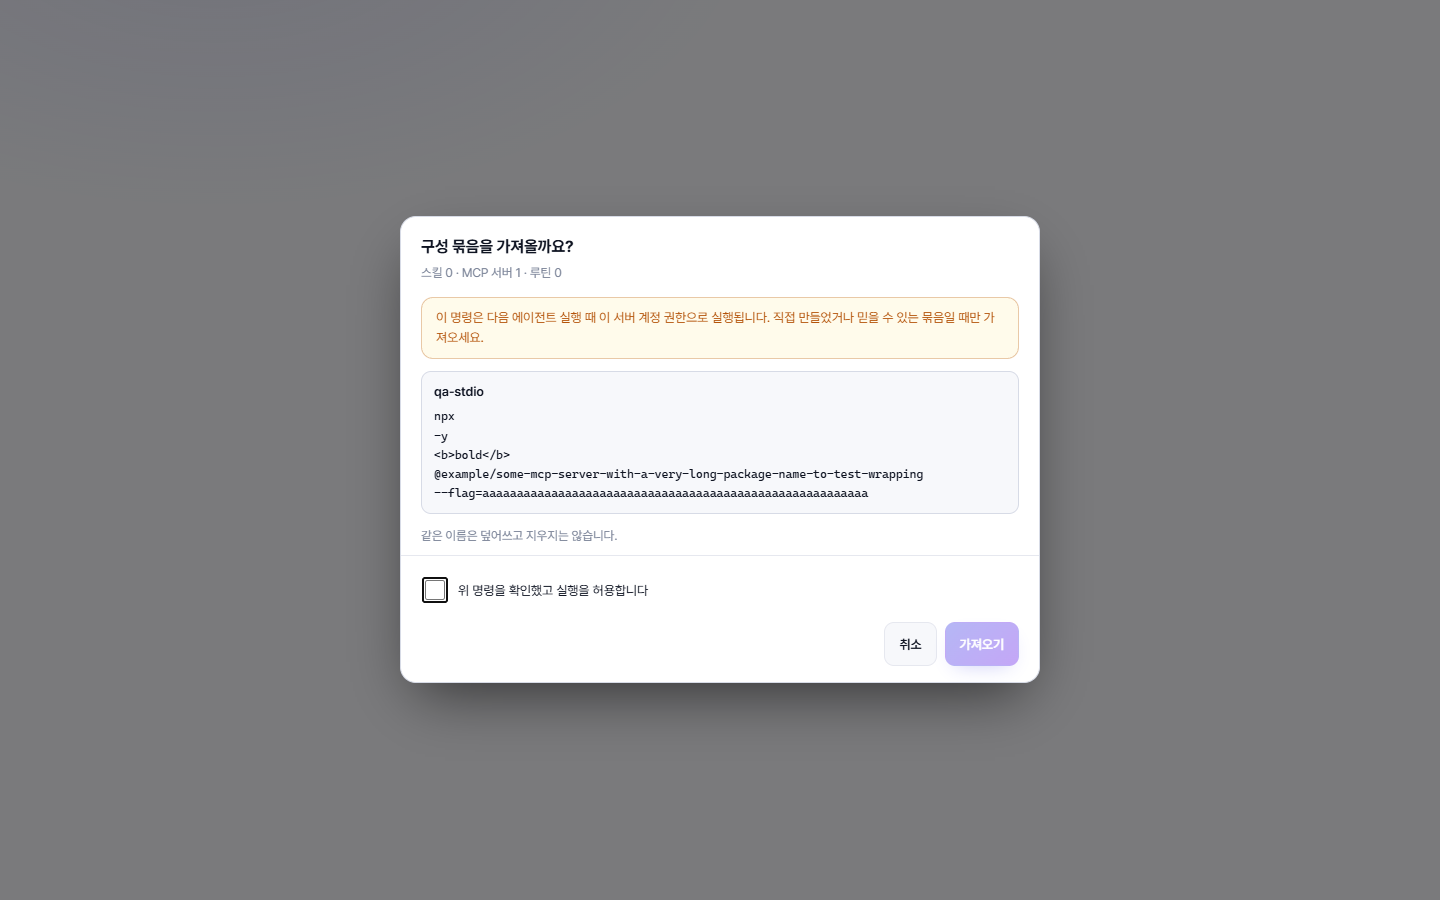 구성 묶음을 가져올까요?
스킬 0 · MCP 서버 1 · 루틴 0
이 명령은 다음 에이전트 실행 때 이 서버 계정 권한으로 실행됩니다. 직접 만들었거나 믿을 수 있는 묶음일 때만 가
져오세요.
qa-stdio
npx
-y
<b>bold</b>
@example/some-mcp-server-with-a-very-long-package-name-to-test-wrapping
--flag=aaaaaaaaaaaaaaaaaaaaaaaaaaaaaaaaaaaaaaaaaaaaaaaaaaaaaaaa
같은 이름은 덮어쓰고 지우지는 않습니다.
위 명령을 확인했고 실행을 허용합니다
취소
가져오기